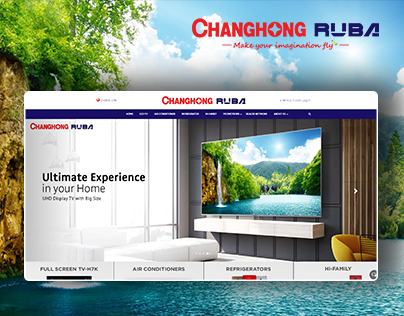 CHANGHONG RUBA
Make your imagination fly
CHANGHONG RUBA
HOME
CHANGHONG RUBA
Ultimate Experience
in your Home
UHD Display TV with Big Size
FULL SCREEN TV-H7K
AIR CONDITIONERS
REFRIGERATORS
HI-FAMILY